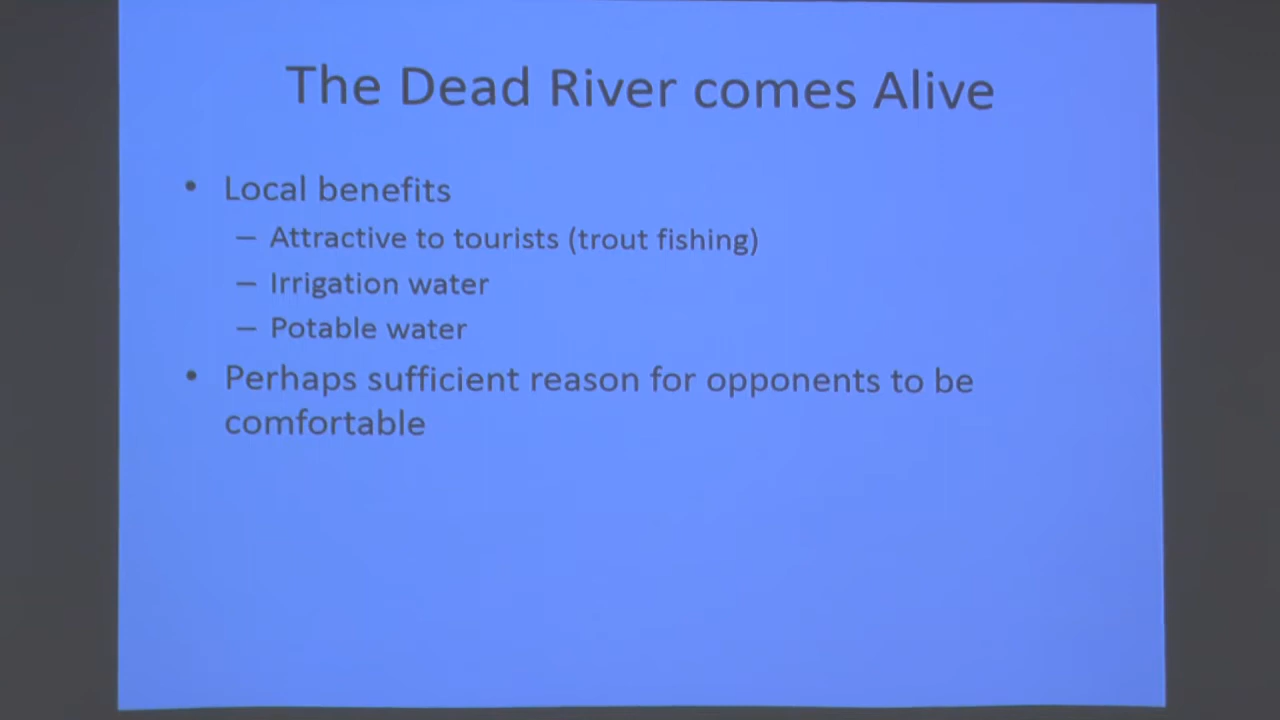 The Dead River comes Alive
• Local benefits
– Attractive to tourists (trout fishing)
– Irrigation water
– Potable water
• Perhaps sufficient reason for opponents to be
comfortable